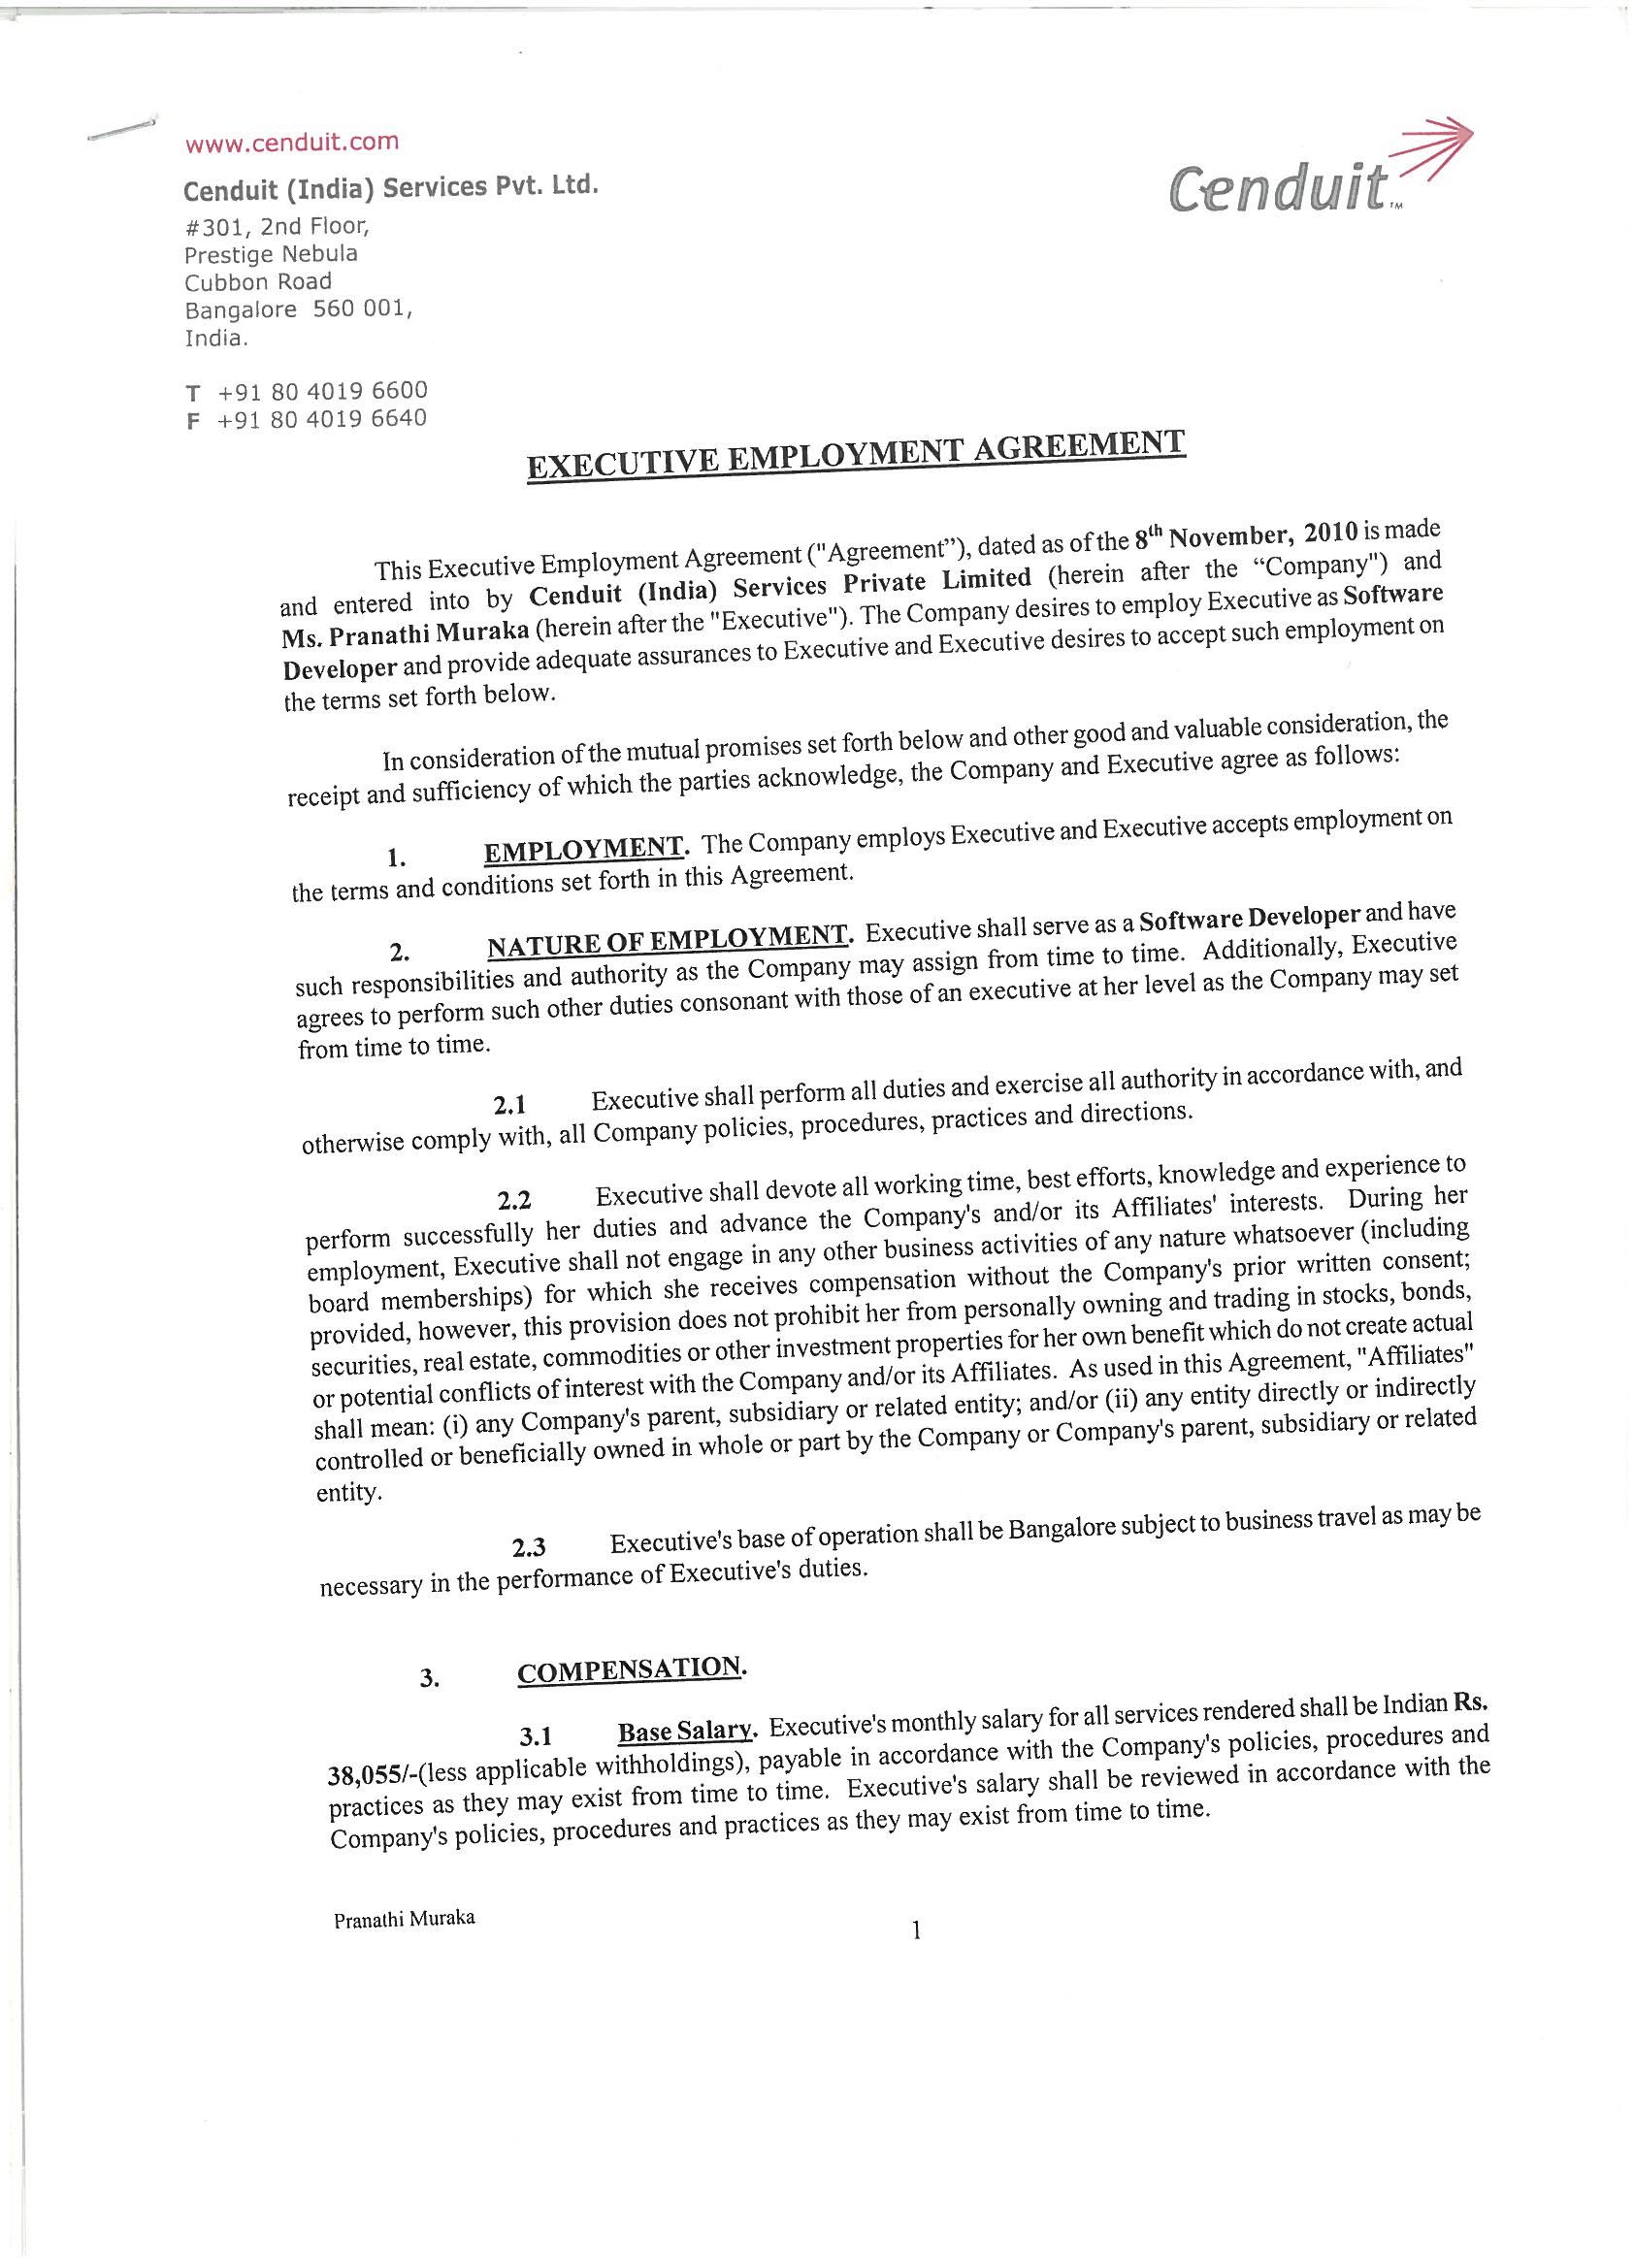 www.cenduit.com
Cenduit (India) Services Pvt. Ltd.
#301, 2nd Floor,
Prestige Nebula
Cubbon Road
Bangalore 560 001,
India.
T +91 80 4019 6600
F +91 80 4019 6640
Cenduit™
EXECUTIVE EMPLOYMENT AGREEMENT
This Executive Employment Agreement ("Agreement"), dated as of the 8th November, 2010 is made
and entered into by Cenduit (India) Services Private Limited (herein after the "Company") and
Ms. Pranathi Muraka (herein after the "Executive"). The Company desires to employ Executive as Software
Developer and provide adequate assurances to Executive and Executive desires to accept such employment on
the terms set forth below.
In consideration of the mutual promises set forth below and other good and valuable consideration, the
receipt and sufficiency of which the parties acknowledge, the Company and Executive agree as follows:
1. EMPLOYMENT. The Company employs Executive and Executive accepts employment on
the terms and conditions set forth in this Agreement.
2. NATURE OF EMPLOYMENT. Executive shall serve as a Software Developer and have
such responsibilities and authority as the Company may assign from time to time. Additionally, Executive
agrees to perform such other duties consonant with those of an executive at her level as the Company may set
from time to time.
2.1 Executive shall perform all duties and exercise all authority in accordance with, and
otherwise comply with, all Company policies, procedures, practices and directions.
2.2 Executive shall devote all working time, best efforts, knowledge and experience to
perform successfully her duties and advance the Company's and/or its Affiliates' interests. During her
employment, Executive shall not engage in any other business activities of any nature whatsoever (including
board memberships) for which she receives compensation without the Company's prior written consent;
provided, however, this provision does not prohibit her from personally owning and trading in stocks, bonds,
securities, real estate, commodities or other investment properties for her own benefit which do not create actual
or potential conflicts of interest with the Company and/or its Affiliates. As used in this Agreement, "Affiliates"
shall mean: (i) any Company's parent, subsidiary or related entity; and/or (ii) any entity directly or indirectly
controlled or beneficially owned in whole or part by the Company or Company's parent, subsidiary or related
entity.
2.3 Executive's base of operation shall be Bangalore subject to business travel as may be
necessary in the performance of Executive's duties.
3. COMPENSATION.
3.1 Base Salary. Executive's monthly salary for all services rendered shall be Indian Rs.
38,055/-(less applicable withholdings), payable in accordance with the Company's policies, procedures and
practices as they may exist from time to time. Executive's salary shall be reviewed in accordance with the
Company's policies, procedures and practices as they may exist from time to time.
Pranathi Muraka
1